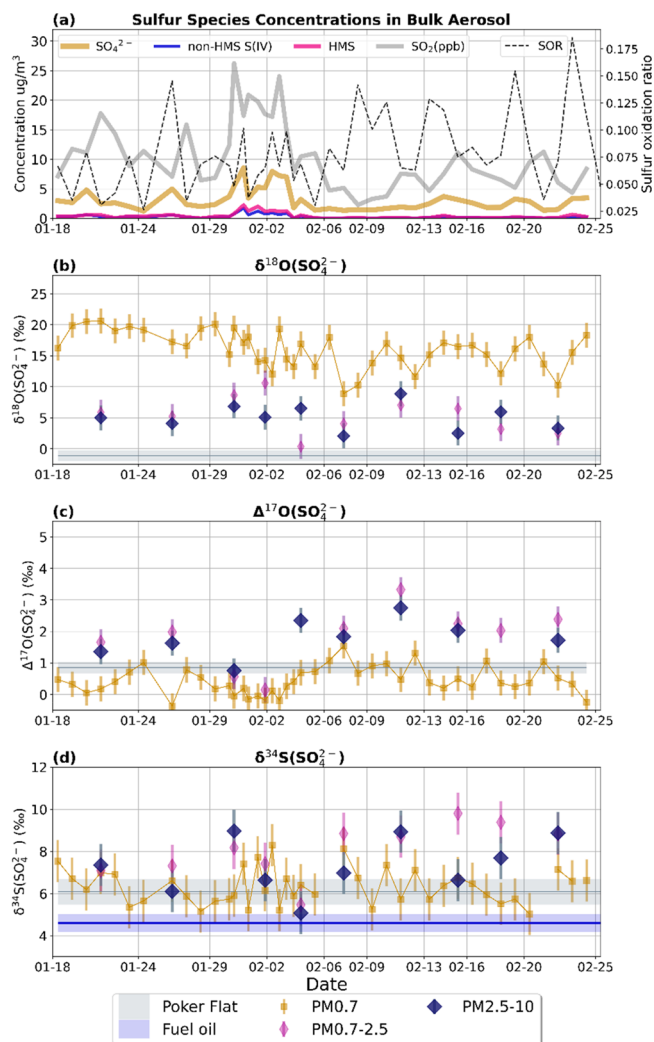 (a) Sulfur Species Concentrations in Bulk Aerosol
SO₄²⁻ non-HMS S(IV) HMS SO₂(ppb) SOR
Concentration ug/m³
30
25
20
15
10
5
0
0.175
0.150
0.125
0.100
0.075
0.050
0.025
Sulfur oxidation ratio
01-18 01-24 01-29 02-02 02-06 02-09 02-13 02-16 02-20 02-25
(b) δ¹⁸O(SO₄²⁻)
δ¹⁸O(SO₄²⁻) (‰)
25
20
15
10
5
0
01-18 01-24 01-29 02-02 02-06 02-09 02-13 02-16 02-20 02-25
(c) Δ¹⁷O(SO₄²⁻)
Δ¹⁷O(SO₄²⁻) (‰)
5
4
3
2
1
0
01-18 01-24 01-29 02-02 02-06 02-09 02-13 02-16 02-20 02-25
(d) δ³⁴S(SO₄²⁻)
δ³⁴S(SO₄²⁻) (‰)
12
10
8
6
4
01-18 01-24 01-29 02-02 02-06 02-09 02-13 02-16 02-20 02-25
Date
Poker Flat PM0.7 PM2.5-10
Fuel oil PM0.7-2.5